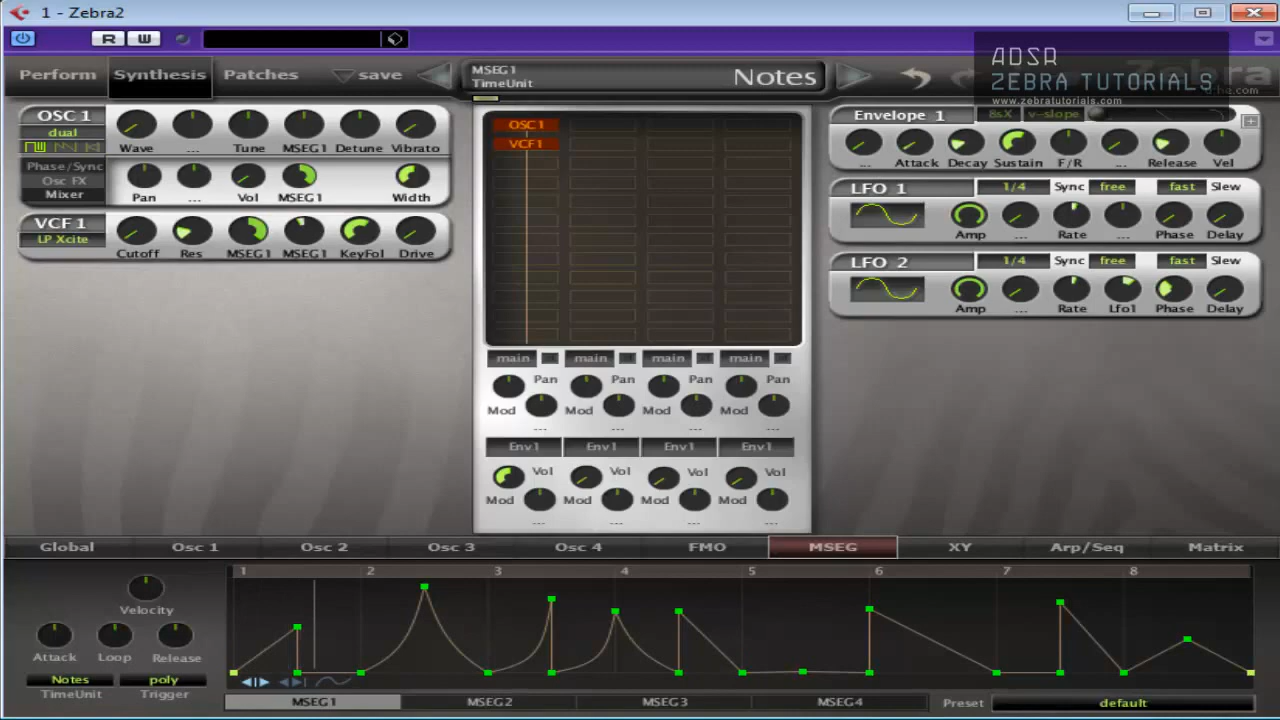 1 - Zebra2
R W
ADSR
ZEBRA TUTORIALS
www.zebratutorials.com
Perform Synthesis Patches save
MSEG1
TimeUnit
Notes
OSC 1
dual
Wave ... Tune MSEG1 Detune Vibrato
Phase/Sync
Osc FX
Mixer
Pan ... Vol MSEG1 Width
VCF 1
LP Xcite
Cutoff Res MSEG1 MSEG1 KeyFol Drive
OSC1
VCF1
main main main main
Pan Pan Pan Pan
Mod Mod Mod Mod
--- --- --- ---
Env1 Env1 Env1 Env1
Vol Vol Vol Vol
Mod Mod Mod Mod
--- --- --- ---
Envelope 1 8sX v-slope
... Attack Decay Sustain F/R ... Release Vel
LFO 1 1/4 Sync free fast Slew
Amp ... Rate ... Phase Delay
LFO 2 1/4 Sync free fast Slew
Amp ... Rate Lfo1 Phase Delay
Global Osc 1 Osc 2 Osc 3 Osc 4 FMO MSEG XY Arp/Seq Matrix
1 2 3 4 5 6 7 8
Velocity
Attack Loop Release
Notes poly
TimeUnit Trigger
MSEG1 MSEG2 MSEG3 MSEG4 Preset default